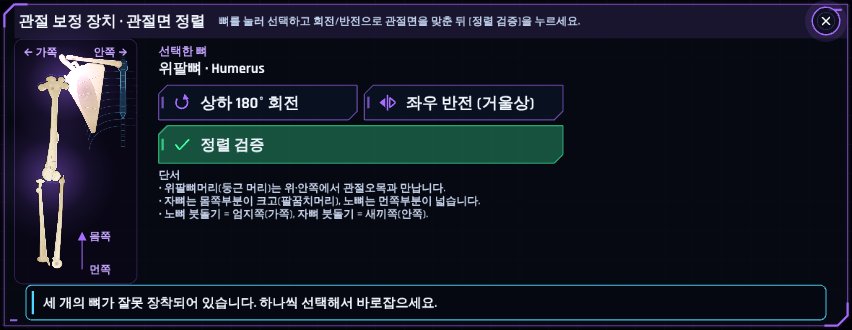 관절 보정 장치 · 관절면 정렬
뼈를 눌러 선택하고 회전/반전으로 관절면을 맞춘 뒤 [정렬 검증]을 누르세요.
← 가쪽 안쪽 →
선택한 뼈
위팔뼈 · Humerus
상하 180° 회전
좌우 반전 (거울상)
정렬 검증
단서
· 위팔뼈머리(둥근 머리)는 위·안쪽에서 관절오목과 만납니다.
· 자뼈는 몸쪽부분이 크고(팔꿈치머리), 노뼈는 먼쪽부분이 넓습니다.
· 노뼈 붓돌기 = 엄지쪽(가쪽), 자뼈 붓돌기 = 새끼쪽(안쪽).
몸쪽
먼쪽
세 개의 뼈가 잘못 장착되어 있습니다. 하나씩 선택해서 바로잡으세요.